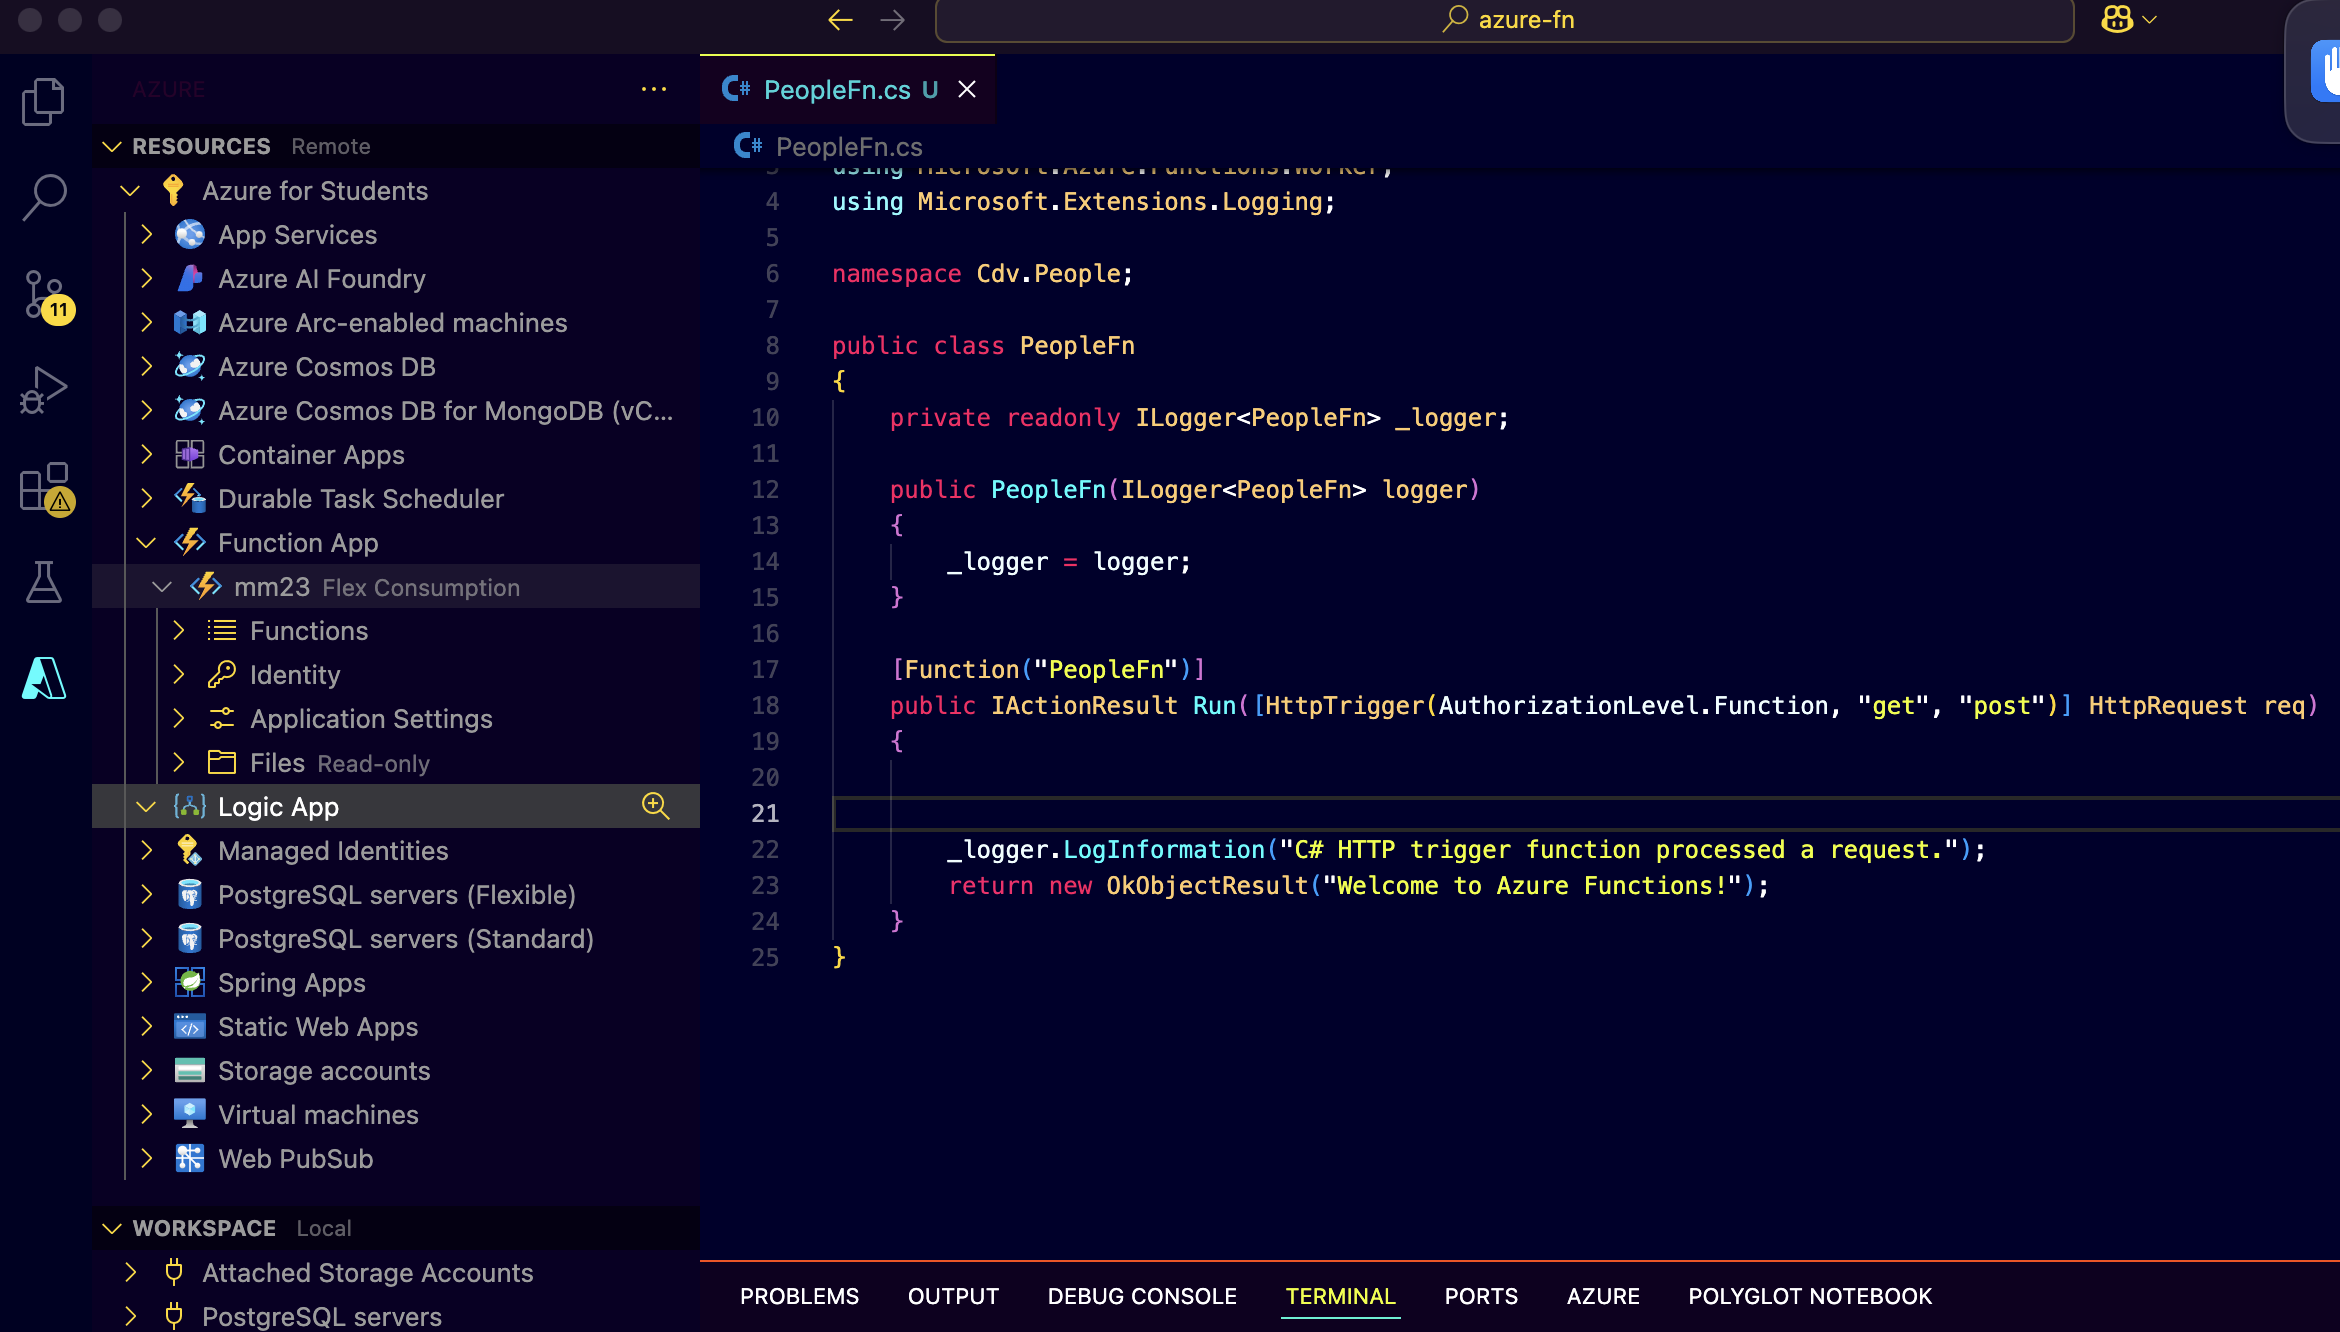 azure-fn
AZURE
RESOURCES Remote
Azure for Students
App Services
Azure AI Foundry
Azure Arc-enabled machines
Azure Cosmos DB
Azure Cosmos DB for MongoDB (vC...
Container Apps
Durable Task Scheduler
Function App
mm23 Flex Consumption
Functions
Identity
Application Settings
Files Read-only
Logic App
Managed Identities
PostgreSQL servers (Flexible)
PostgreSQL servers (Standard)
Spring Apps
Static Web Apps
Storage accounts
Virtual machines
Web PubSub
WORKSPACE Local
Attached Storage Accounts
PostgreSQL servers
11
PeopleFn.cs U
PeopleFn.cs
3 using Microsoft.Azure.Functions.Worker;
4 using Microsoft.Extensions.Logging;
5
6 namespace Cdv.People;
7
8 public class PeopleFn
9 {
10 private readonly ILogger<PeopleFn> _logger;
11
12 public PeopleFn(ILogger<PeopleFn> logger)
13 {
14 _logger = logger;
15 }
16
17 [Function("PeopleFn")]
18 public IActionResult Run([HttpTrigger(AuthorizationLevel.Function, "get", "post")] HttpRequest req)
19 {
20
21
22 _logger.LogInformation("C# HTTP trigger function processed a request.");
23 return new OkObjectResult("Welcome to Azure Functions!");
24 }
25 }
PROBLEMS OUTPUT DEBUG CONSOLE TERMINAL PORTS AZURE POLYGLOT NOTEBOOK